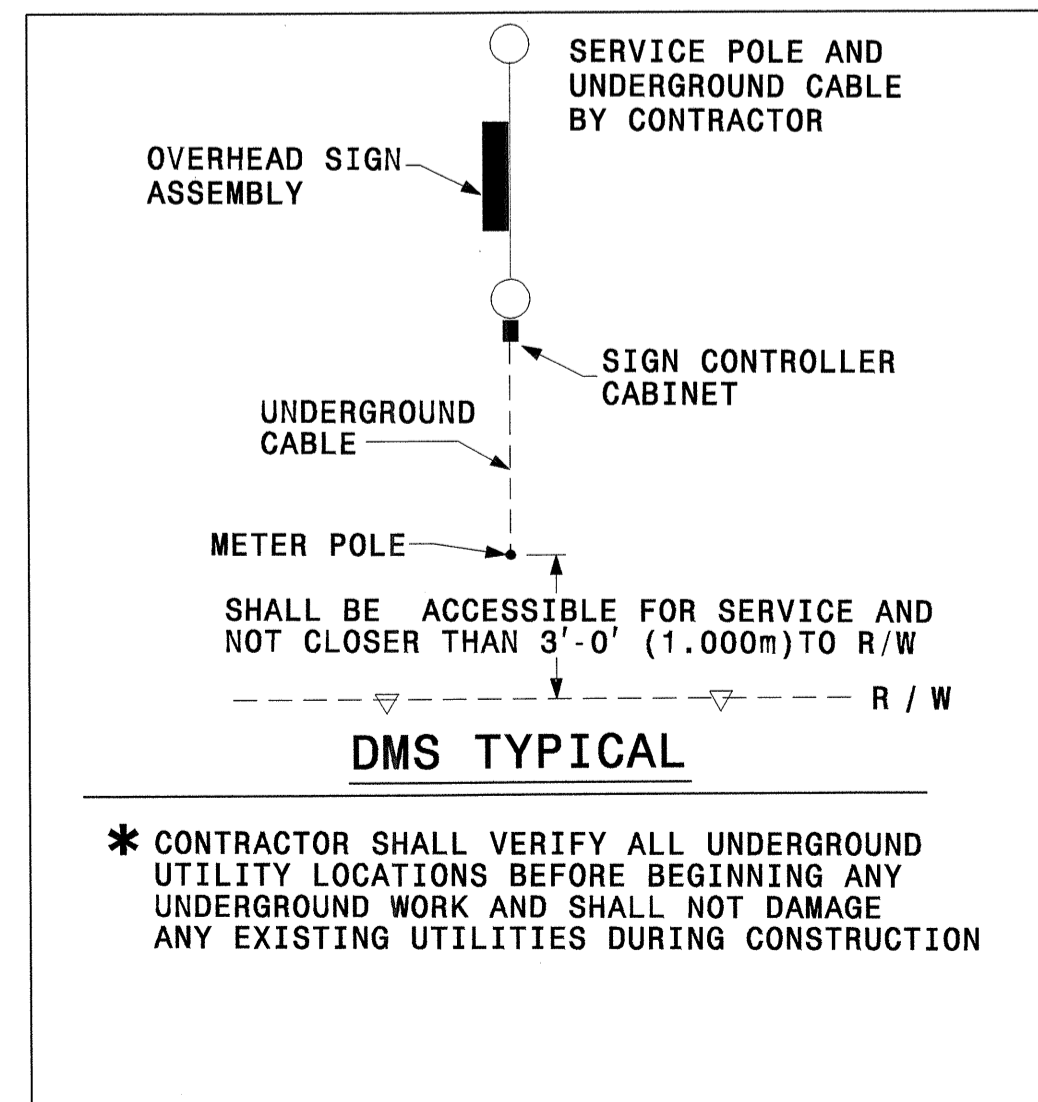 SERVICE POLE AND
UNDERGROUND CABLE
BY CONTRACTOR
OVERHEAD SIGN
ASSEMBLY
SIGN CONTROLLER
CABINET
UNDERGROUND
CABLE
METER POLE
SHALL BE ACCESSIBLE FOR SERVICE AND
NOT CLOSER THAN 3'-0' (1.000m)TO R/W
R / W
DMS TYPICAL
* CONTRACTOR SHALL VERIFY ALL UNDERGROUND
UTILITY LOCATIONS BEFORE BEGINNING ANY
UNDERGROUND WORK AND SHALL NOT DAMAGE
ANY EXISTING UTILITIES DURING CONSTRUCTION